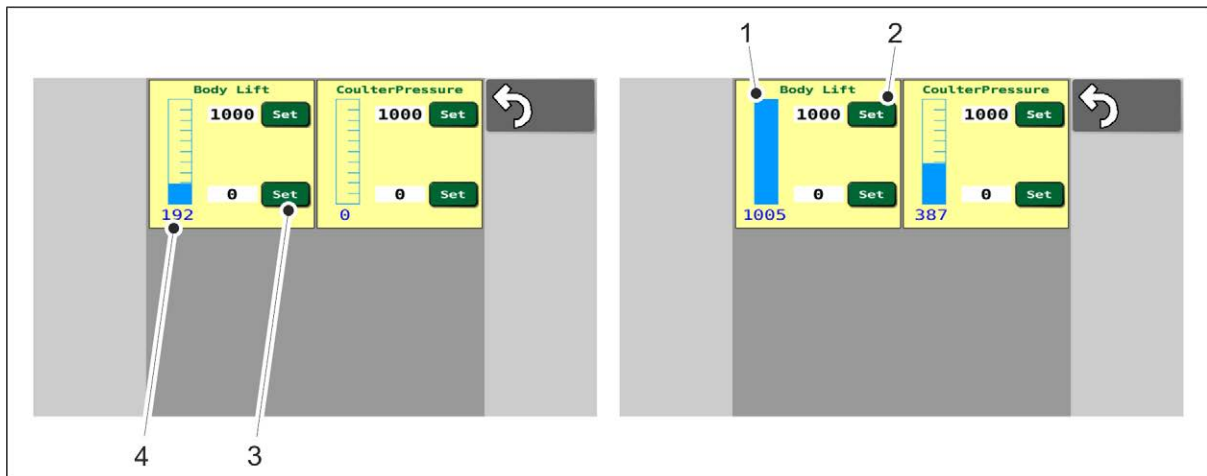 1 2
Body Lift CoulterPressure
1000 Set 1000 Set
0 Set 0 Set
192 0
Body Lift CoulterPressure
1000 Set 1000 Set
0 Set 0 Set
1005 387
4 3